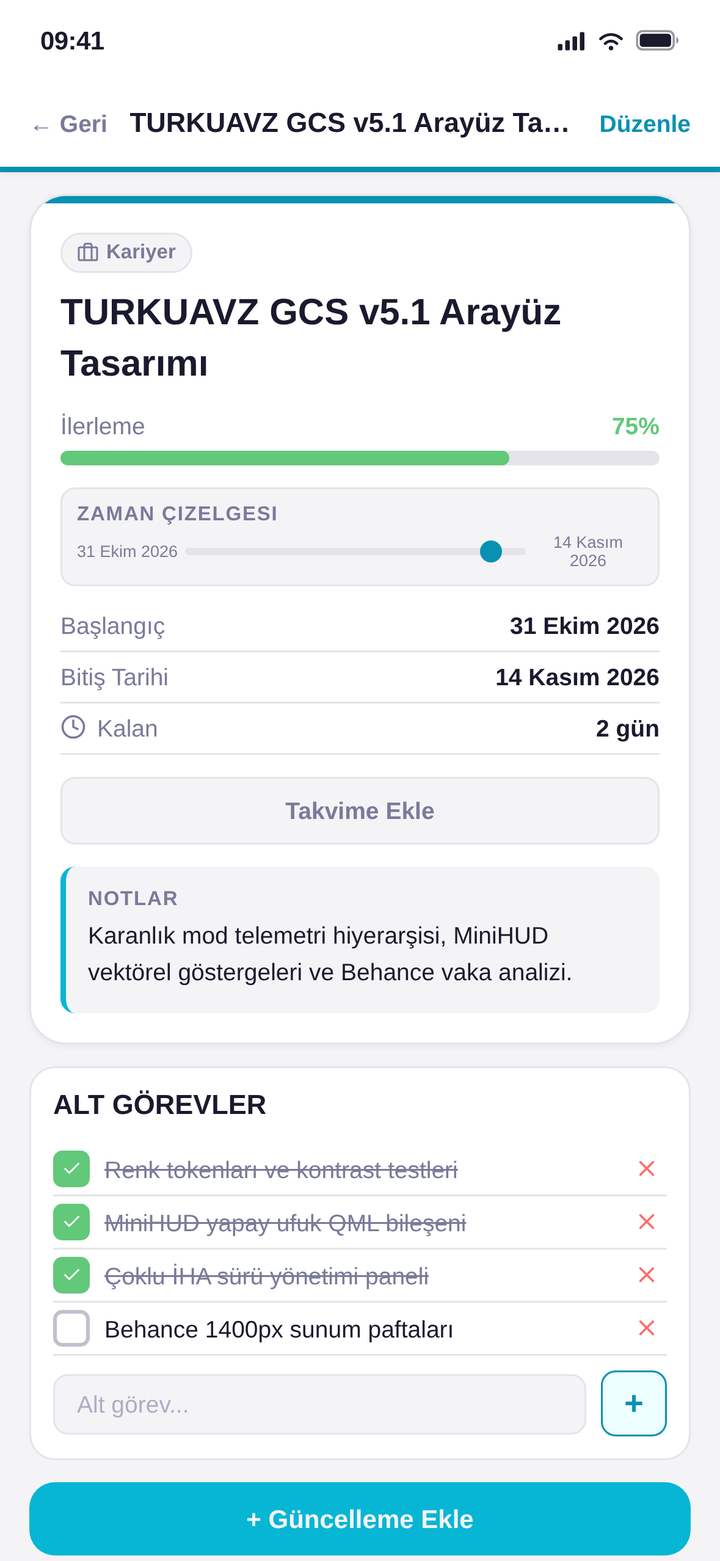 09:41
← Geri TURKUAVZ GCS v5.1 Arayüz Ta... Düzenle
Kariyer
TURKUAVZ GCS v5.1 Arayüz
Tasarımı
İlerleme 75%
ZAMAN ÇIZELGESI
31 Ekim 2026 14 Kasım
2026
Başlangıç 31 Ekim 2026
Bitiş Tarihi 14 Kasım 2026
Kalan 2 gün
Takvime Ekle
NOTLAR
Karanlık mod telemetri hiyerarşisi, MiniHUD
vektörel göstergeleri ve Behance vaka analizi.
ALT GÖREVLER
Renk tokenları ve kontrast testleri
MiniHUD yapay ufuk QML bileşeni
Çoklu İHA sürü yönetimi paneli
Behance 1400px sunum paftaları
Alt görev...
+
+ Güncelleme Ekle